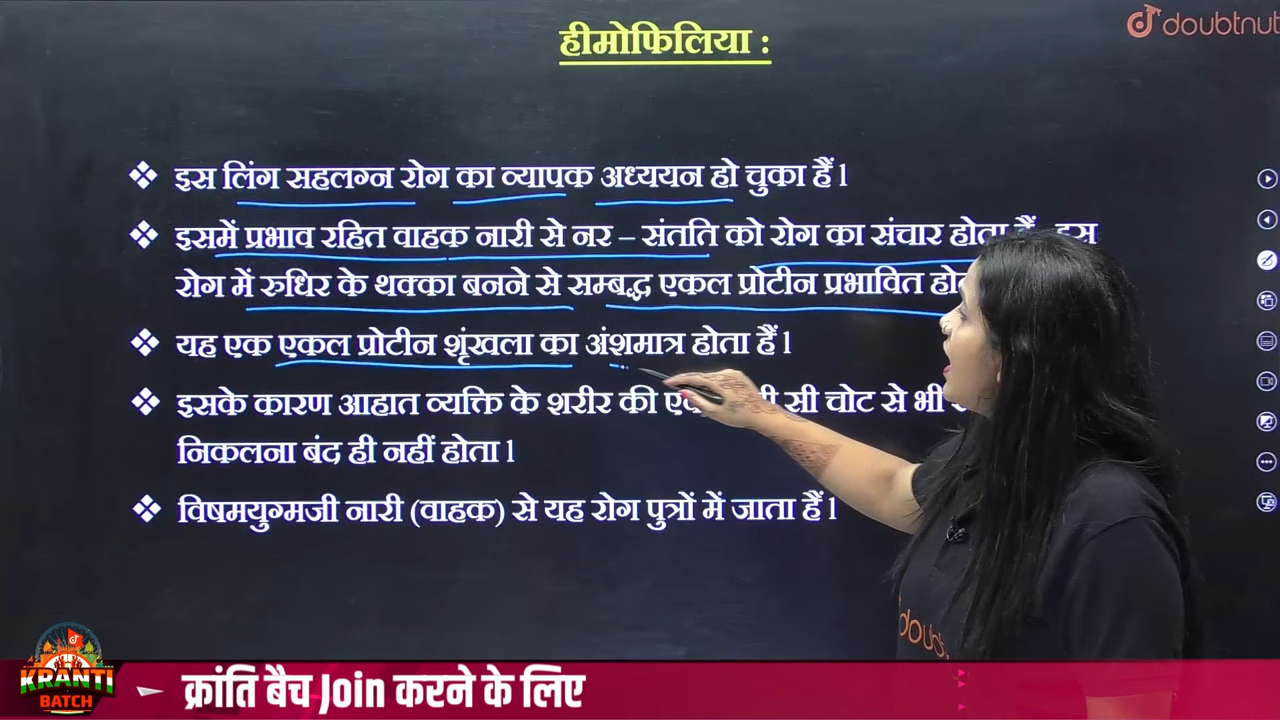 हीमोफिलिया :
doubtnut
❖ इस लिंग सहलग्न रोग का व्यापक अध्ययन हो चुका हैं l
❖ इसमें प्रभाव रहित वाहक नारी से नर – संतति को रोग का संचार होता हैं इस
रोग में रुधिर के थक्का बनने से सम्बद्ध एकल प्रोटीन प्रभावित
❖ यह एक एकल प्रोटीन शृंखला का अंशमात्र होता हैं l
❖ इसके कारण आहात व्यक्ति के शरीर की सी चोट से भी
निकलना बंद ही नहीं होता l
❖ विषमयुग्मजी नारी (वाहक) से यह रोग पुत्रों में जाता हैं l
KRANTI
BATCH
क्रांति बैच Join करने के लिए